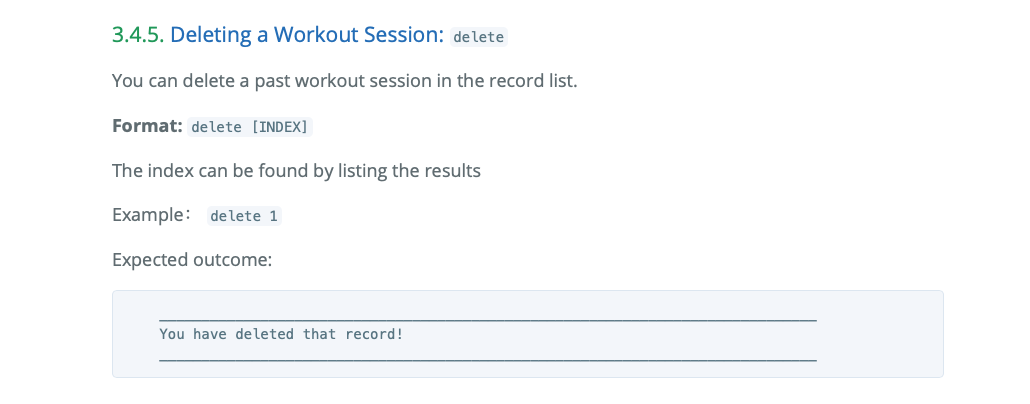 3.4.5. Deleting a Workout Session: delete
You can delete a past workout session in the record list.
Format: delete [INDEX]
The index can be found by listing the results
Example： delete 1
Expected outcome:
You have deleted that record!